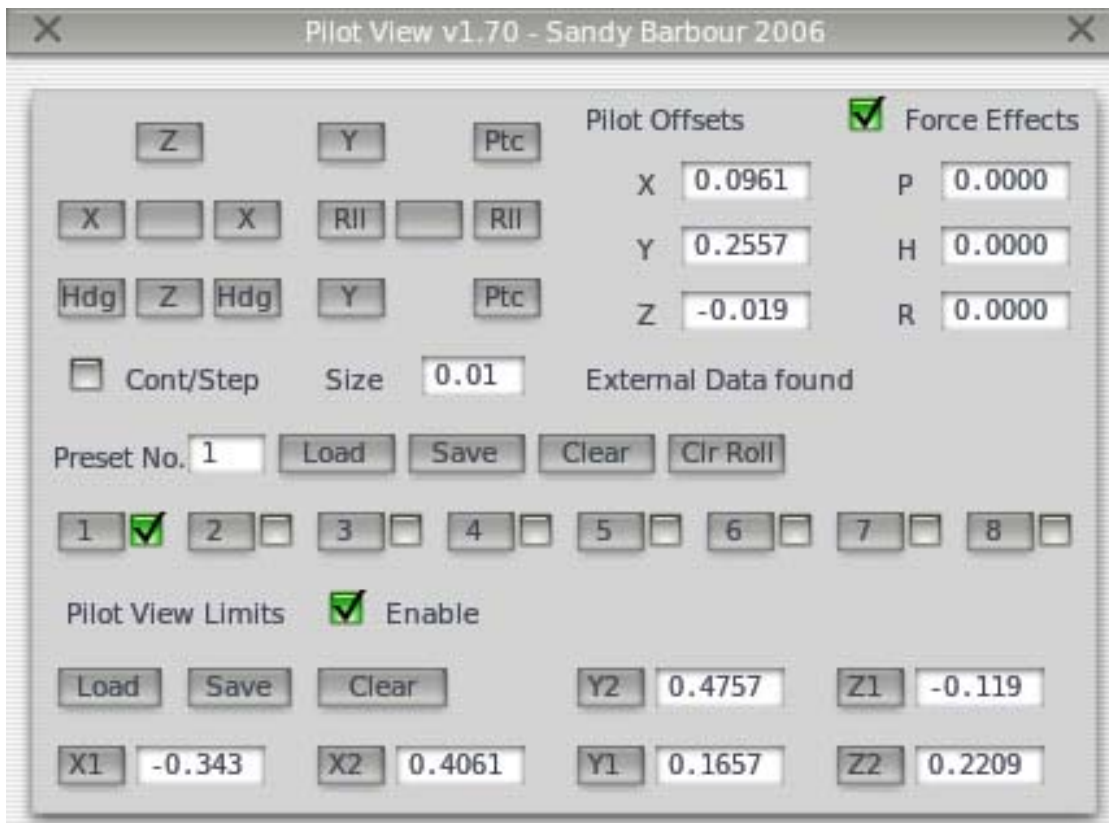 Pilot View v1.70 - Sandy Barbour 2006
Pilot Offsets Force Effects
Z Y Ptc
X 0.0961 P 0.0000
X X Rll Rll
Y 0.2557 H 0.0000
Hdg Z Hdg Y Ptc
Z -0.019 R 0.0000
Cont/Step Size 0.01 External Data found
Preset No. 1 Load Save Clear Clr Roll
1 2 3 4 5 6 7 8
Pilot View Limits Enable
Load Save Clear Y2 0.4757 Z1 -0.119
X1 -0.343 X2 0.4061 Y1 0.1657 Z2 0.2209